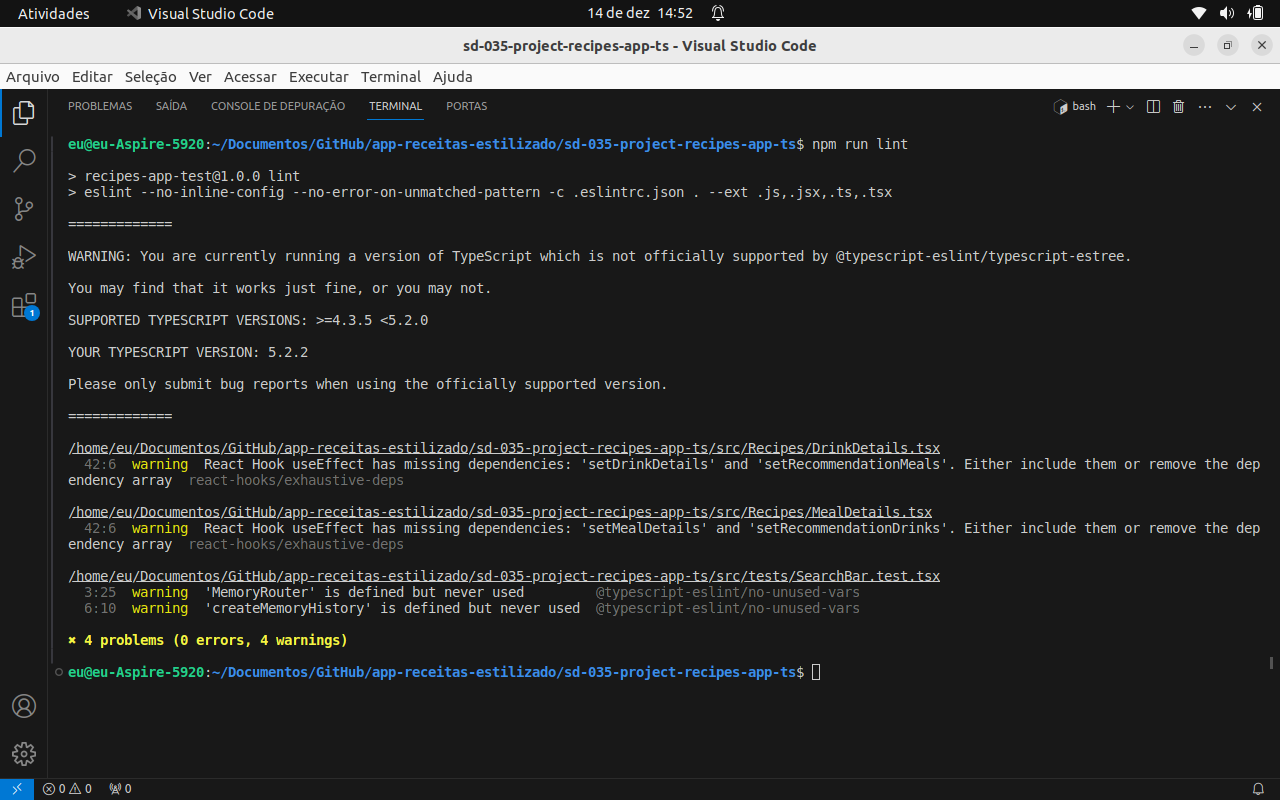 Atividades
Visual Studio Code
14 de dez 14:52
sd-035-project-recipes-app-ts - Visual Studio Code
Arquivo Editar Seleção Ver Acessar Executar Terminal Ajuda
PROBLEMAS SAÍDA CONSOLE DE DEPURAÇÃO TERMINAL PORTAS
bash
eu@eu-Aspire-5920:~/Documentos/GitHub/app-receitas-estilizado/sd-035-project-recipes-app-ts$ npm run lint
> recipes-app-test@1.0.0 lint
> eslint --no-inline-config --no-error-on-unmatched-pattern -c .eslintrc.json . --ext .js,.jsx,.ts,.tsx
=============
WARNING: You are currently running a version of TypeScript which is not officially supported by @typescript-eslint/typescript-estree.
You may find that it works just fine, or you may not.
SUPPORTED TYPESCRIPT VERSIONS: >=4.3.5 <5.2.0
YOUR TYPESCRIPT VERSION: 5.2.2
Please only submit bug reports when using the officially supported version.
=============
/home/eu/Documentos/GitHub/app-receitas-estilizado/sd-035-project-recipes-app-ts/src/Recipes/DrinkDetails.tsx
42:6 warning React Hook useEffect has missing dependencies: 'setDrinkDetails' and 'setRecommendationMeals'. Either include them or remove the dep
endency array react-hooks/exhaustive-deps
/home/eu/Documentos/GitHub/app-receitas-estilizado/sd-035-project-recipes-app-ts/src/Recipes/MealDetails.tsx
42:6 warning React Hook useEffect has missing dependencies: 'setMealDetails' and 'setRecommendationDrinks'. Either include them or remove the dep
endency array react-hooks/exhaustive-deps
/home/eu/Documentos/GitHub/app-receitas-estilizado/sd-035-project-recipes-app-ts/src/tests/SearchBar.test.tsx
3:25 warning 'MemoryRouter' is defined but never used @typescript-eslint/no-unused-vars
6:10 warning 'createMemoryHistory' is defined but never used @typescript-eslint/no-unused-vars
✖ 4 problems (0 errors, 4 warnings)
eu@eu-Aspire-5920:~/Documentos/GitHub/app-receitas-estilizado/sd-035-project-recipes-app-ts$
1
0 0 0